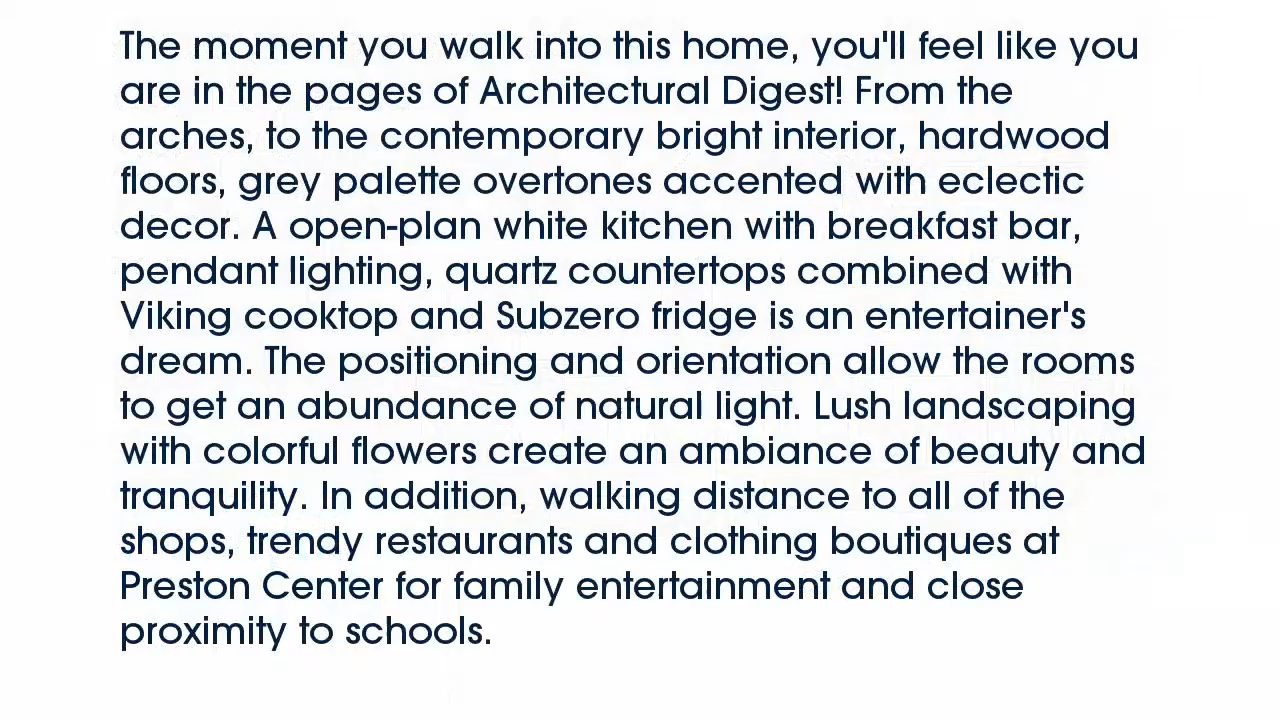 The moment you walk into this home, you'll feel like you
are in the pages of Architectural Digest! From the
arches, to the contemporary bright interior, hardwood
floors, grey palette overtones accented with eclectic
decor. A open-plan white kitchen with breakfast bar,
pendant lighting, quartz countertops combined with
Viking cooktop and Subzero fridge is an entertainer's
dream. The positioning and orientation allow the rooms
to get an abundance of natural light. Lush landscaping
with colorful flowers create an ambiance of beauty and
tranquility. In addition, walking distance to all of the
shops, trendy restaurants and clothing boutiques at
Preston Center for family entertainment and close
proximity to schools.